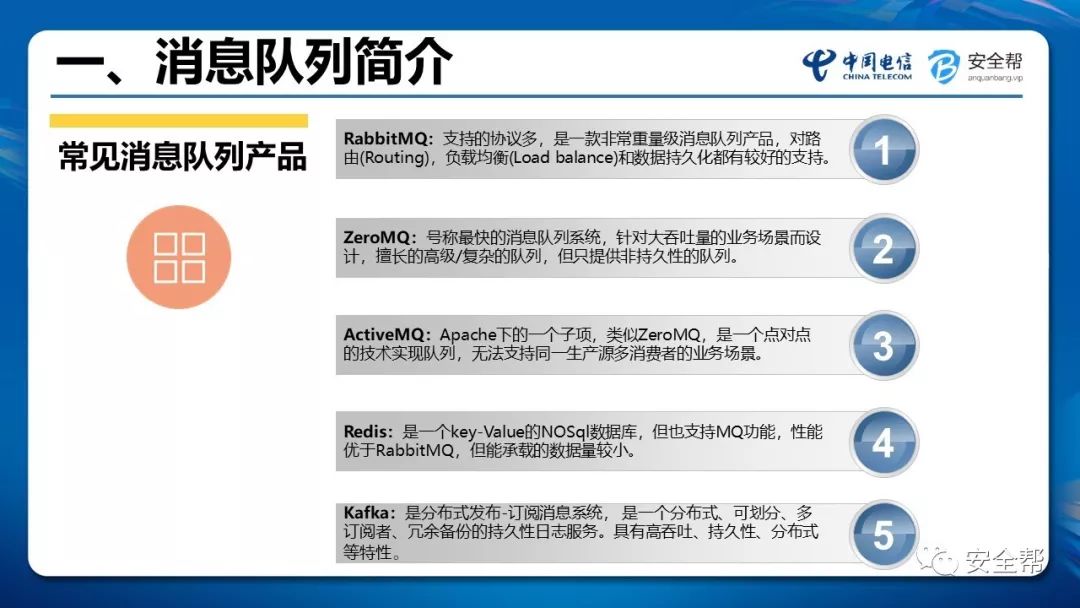 一、消息队列简介
中国电信
CHINA TELECOM
安全帮
anquanbang.vip
常见消息队列产品
RabbitMQ：支持的协议多，是一款非常重量级消息队列产品，对路
由(Routing)，负载均衡(Load balance)和数据持久化都有较好的支持。
1
ZeroMQ：号称最快的消息队列系统，针对大吞吐量的业务场景而设
计，擅长的高级/复杂的队列，但只提供非持久性的队列。
2
ActiveMQ：Apache下的一个子项，类似ZeroMQ，是一个点对点
的技术实现队列，无法支持同一生产源多消费者的业务场景。
3
Redis：是一个key-Value的NOSql数据库，但也支持MQ功能，性能
优于RabbitMQ，但能承载的数据量较小。
4
Kafka：是分布式发布-订阅消息系统， 是一个分布式、可划分、多
订阅者、冗余备份的持久性日志服务。具有高吞吐、持久性、分布式
等特性。
5
安全帮